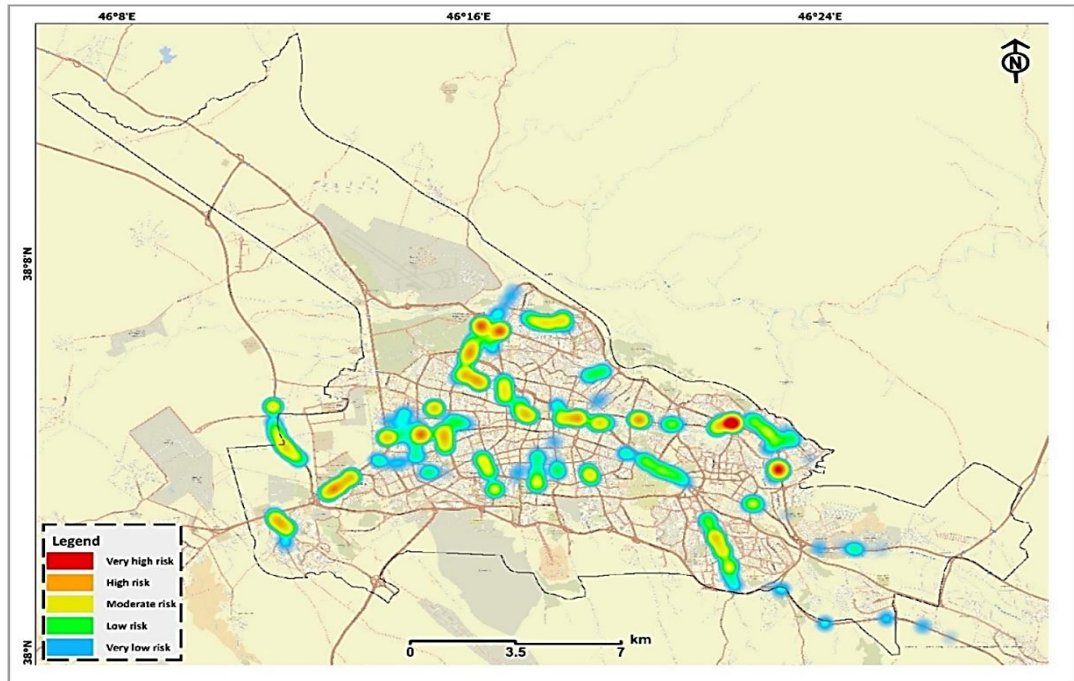 46°8'E 46°16'E 46°24'E
N
38°8'N
38°N
Legend
Very high risk
High risk
Moderate risk
Low risk
Very low risk
km
0 3.5 7